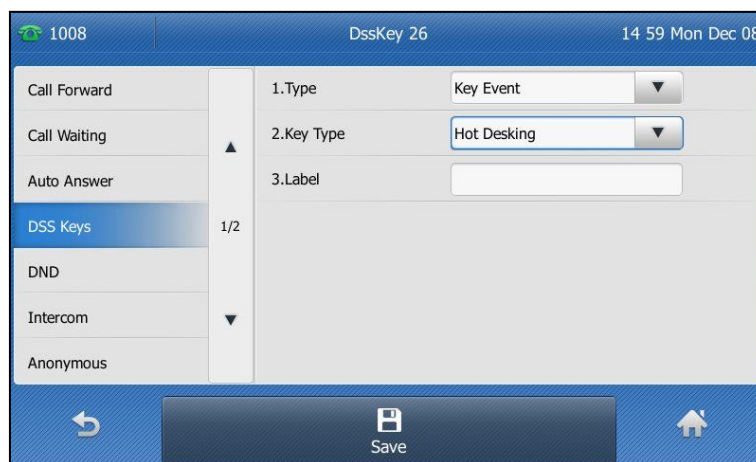 1008 DssKey 26 14 59 Mon Dec 08
Call Forward
Call Waiting
Auto Answer
DSS Keys
DND
Intercom
Anonymous
1/2
1.Type Key Event
2.Key Type Hot Desking
3.Label
Save